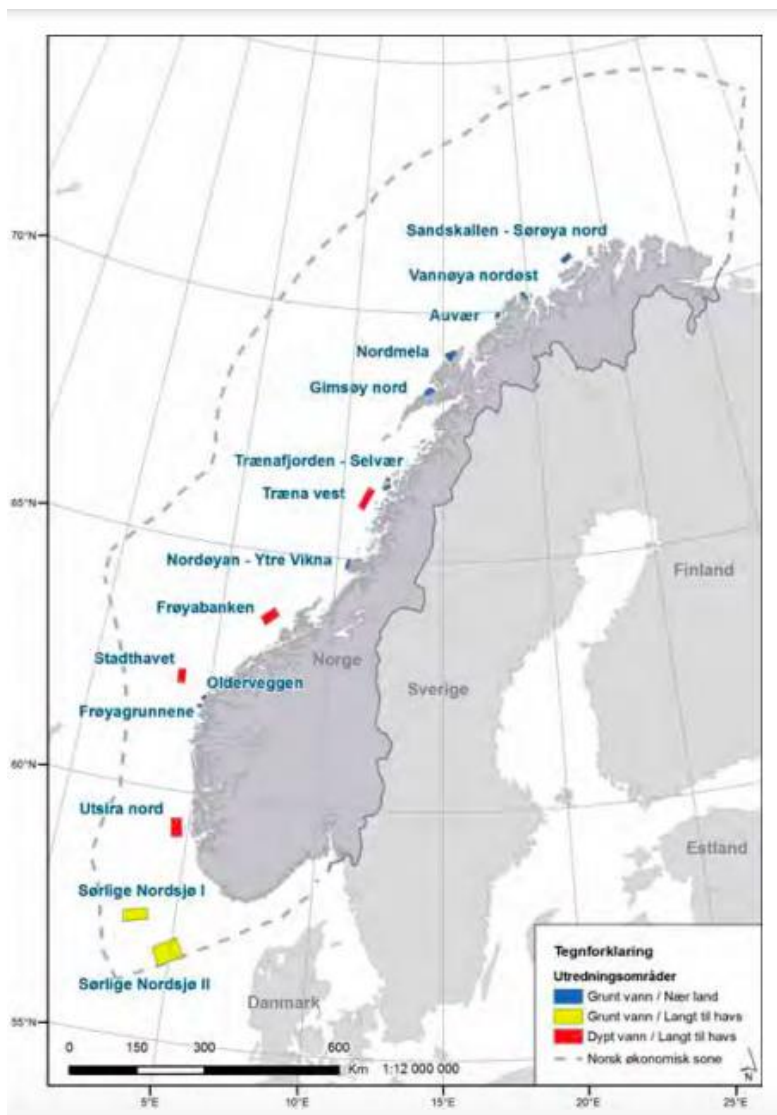 70°N
Sandskallen - Sørøya nord
Vannøya nordøst
Auvær
Nordmela
Gimsøy nord
Trænafjorden - Selvær
Træna vest
65°N
Nordøyan - Ytre Vikna
Finland
Frøyabanken
Stadthavet
Norge
Olderveggen
Sverige
Frøyagrunnene
60°N
Utsira nord
Estland
Sørlige Nordsjø I
Sørlige Nordsjø II
Danmark
55°N
Tegnforklaring
Utredningsområder
Grunt vann / Nær land
Grunt vann / Langt til havs
Dypt vann / Langt til havs
Norsk økonomisk sone
0 150 300 600
Km 1:12 000 000
N
5°E 10°E 15°E 20°E 25°E